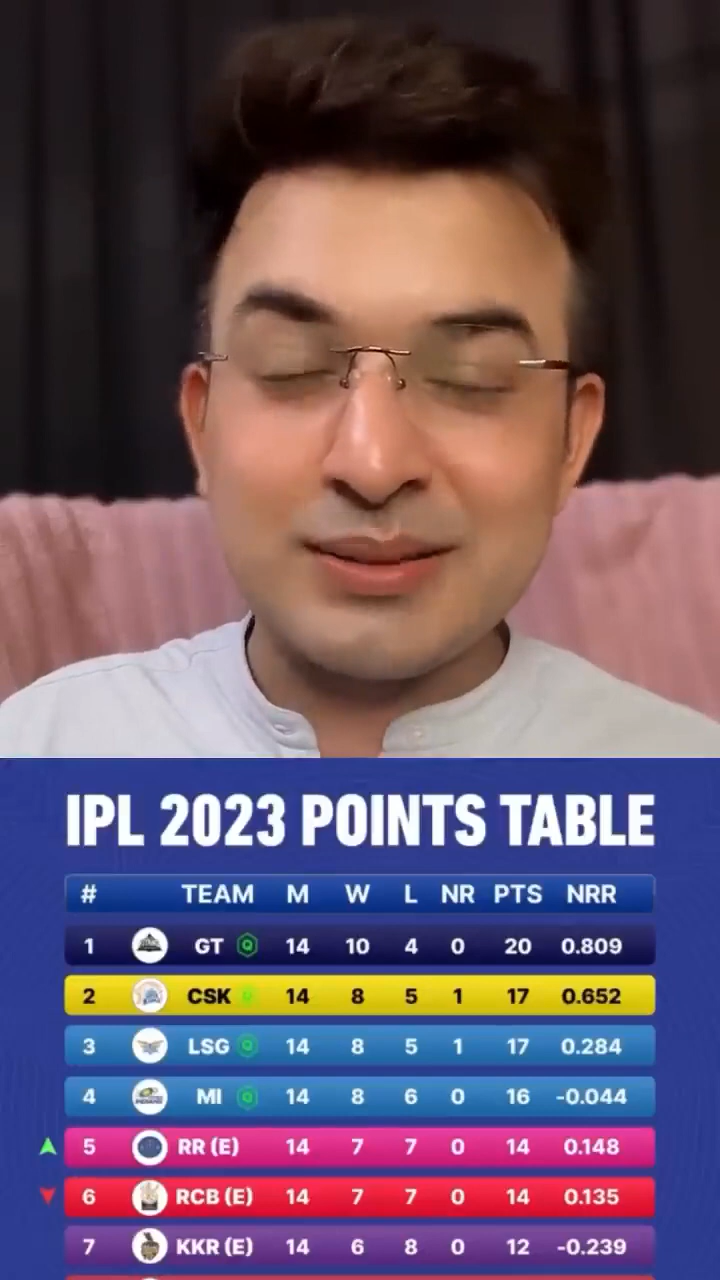 IPL 2023 POINTS TABLE
# TEAM M W L NR PTS NRR
1 GT Q 14 10 4 0 20 0.809
2 CSK 14 8 5 1 17 0.652
3 LSG Q 14 8 5 1 17 0.284
4 MI Q 14 8 6 0 16 -0.044
5 RR (E) 14 7 7 0 14 0.148
6 RCB (E) 14 7 7 0 14 0.135
7 KKR (E) 14 6 8 0 12 -0.239